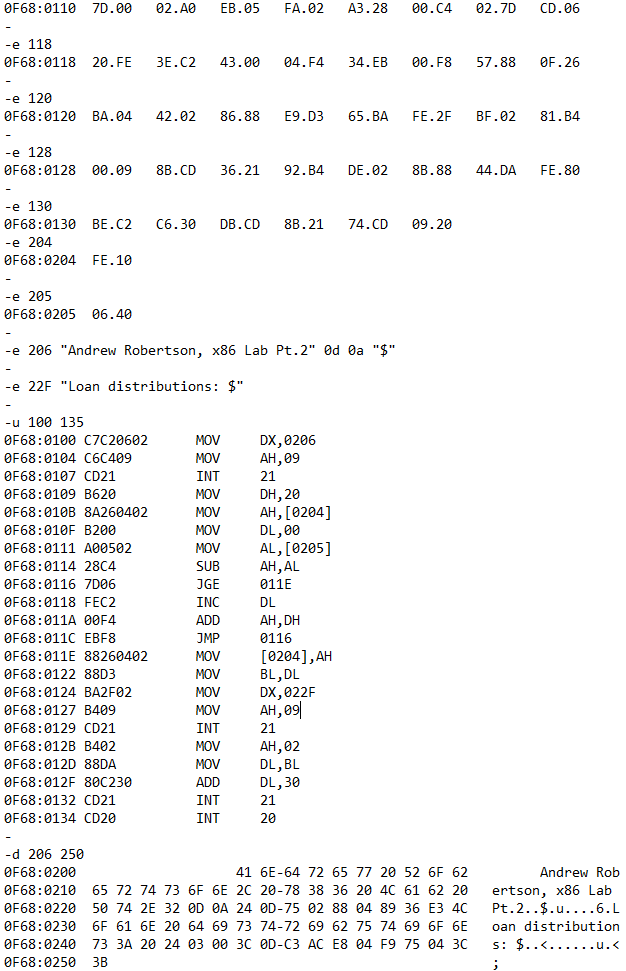 0F68:0110  7D.00   02.A0   EB.05   FA.02   A3.28   00.C4   02.7D   CD.06
-
-e 118
0F68:0118  20.FE   3E.C2   43.00   04.F4   34.EB   00.F8   57.88   0F.26
-
-e 120
0F68:0120  BA.04   42.02   86.88   E9.D3   65.BA   FE.2F   BF.02   81.B4
-
-e 128
0F68:0128  00.09   8B.CD   36.21   92.B4   DE.02   8B.88   44.DA   FE.80
-
-e 130
0F68:0130  BE.C2   C6.30   DB.CD   8B.21   74.CD   09.20
-e 204
0F68:0204  FE.10
-
-e 205
0F68:0205  06.40
-
-e 206 "Andrew Robertson, x86 Lab Pt.2" 0d 0a "$"
-
-e 22F "Loan distributions: $"
-
-u 100 135
0F68:0100 C7C20602      MOV     DX,0206
0F68:0104 C6C409        MOV     AH,09
0F68:0107 CD21          INT     21
0F68:0109 B620          MOV     DH,20
0F68:010B 8A260402      MOV     AH,[0204]
0F68:010F B200          MOV     DL,00
0F68:0111 A00502        MOV     AL,[0205]
0F68:0114 28C4          SUB     AH,AL
0F68:0116 7D06          JGE     011E
0F68:0118 FEC2          INC     DL
0F68:011A 00F4          ADD     AH,DH
0F68:011C EBF8          JMP     0116
0F68:011E 88260402      MOV     [0204],AH
0F68:0122 88D3          MOV     BL,DL
0F68:0124 BA2F02        MOV     DX,022F
0F68:0127 B409          MOV     AH,09
0F68:0129 CD21          INT     21
0F68:012B B402          MOV     AH,02
0F68:012D 88DA          MOV     DL,BL
0F68:012F 80C230        ADD     DL,30
0F68:0132 CD21          INT     21
0F68:0134 CD20          INT     20
-
-d 206 250
0F68:0200                    41 6E-64 72 65 77 20 52 6F 62         Andrew Rob
0F68:0210  65 72 74 73 6F 6E 2C 20-78 38 36 20 4C 61 62 20   ertson, x86 Lab
0F68:0220  50 74 2E 32 0D 0A 24 0D-75 02 88 04 89 36 E3 4C   Pt.2..$.u....6.L
0F68:0230  6F 61 6E 20 64 69 73 74-72 69 62 75 74 69 6F 6E   oan distribution
0F68:0240  73 3A 20 24 03 00 3C 0D-C3 AC E8 04 F9 75 04 3C   s: $..<......u.<
0F68:0250  3B                                                ;